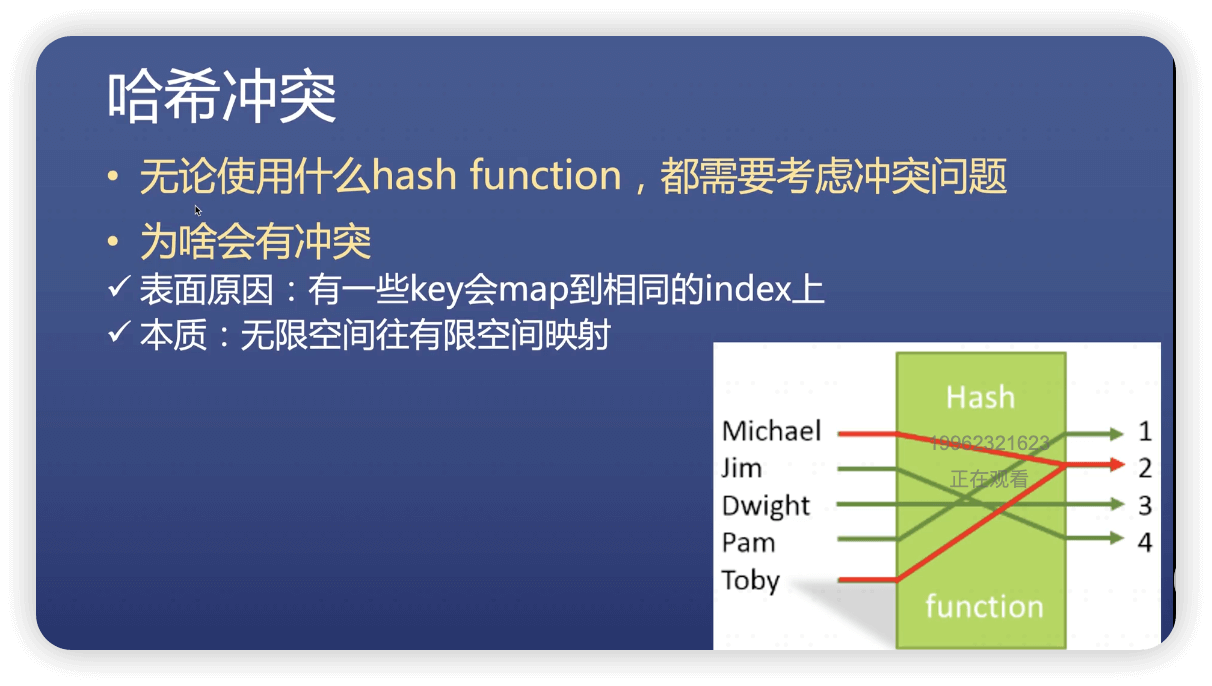 哈希冲突
• 无论使用什么hash function，都需要考虑冲突问题
• 为啥会有冲突
✓ 表面原因：有一些key会map到相同的index上
✓ 本质：无限空间往有限空间映射
Hash
19962321623
正在观看
Michael
Jim
Dwight
Pam
Toby
1
2
3
4
function